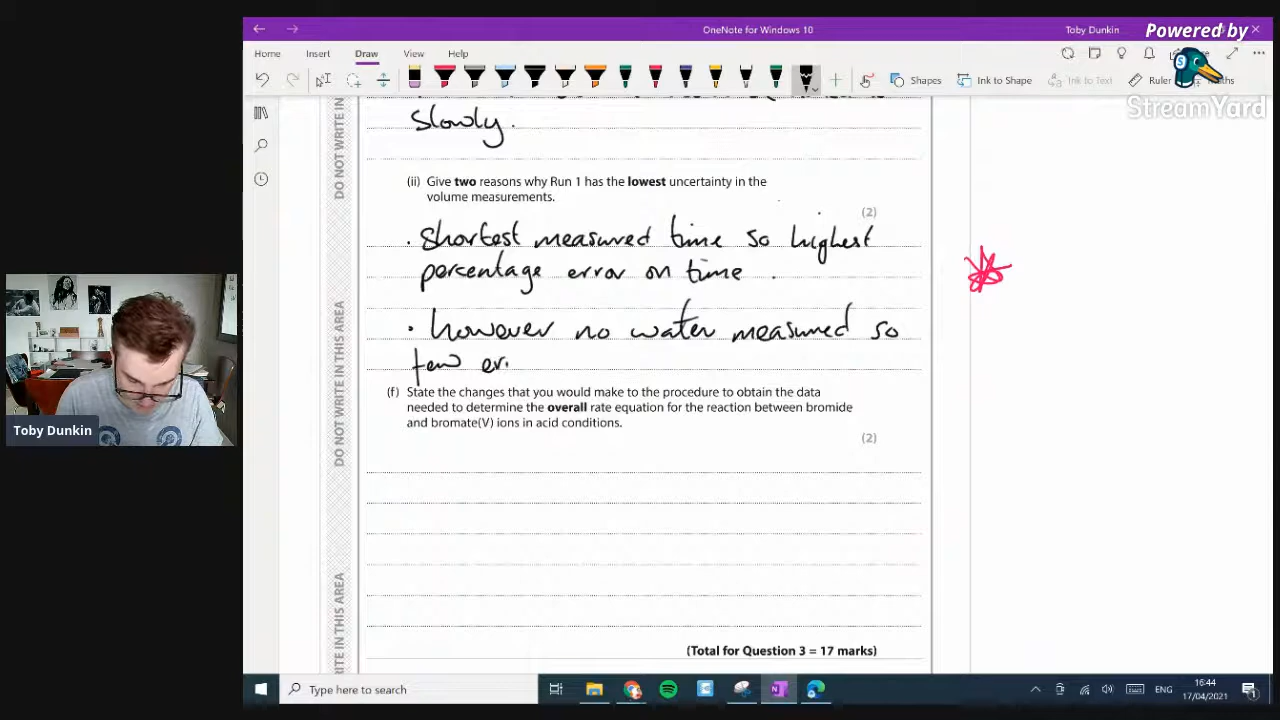 OneNote for Windows 10
Toby Dunkin
Powered by
StreamYard
Home Insert Draw View Help
Shapes Ink to Shape Ink to Text Ruler Maths
slowly.
(ii) Give two reasons why Run 1 has the lowest uncertainty in the
volume measurements.
(2)
· shortest measured time so highest
percentage error on time .
· however no water measured so
few er
(f) State the changes that you would make to the procedure to obtain the data
needed to determine the overall rate equation for the reaction between bromide
and bromate(V) ions in acid conditions.
(2)
(Total for Question 3 = 17 marks)
DO NOT WRITE IN
DO NOT WRITE IN THIS AREA
ITE IN THIS AREA
Toby Dunkin
Type here to search
ENG
16:44
17/04/2021